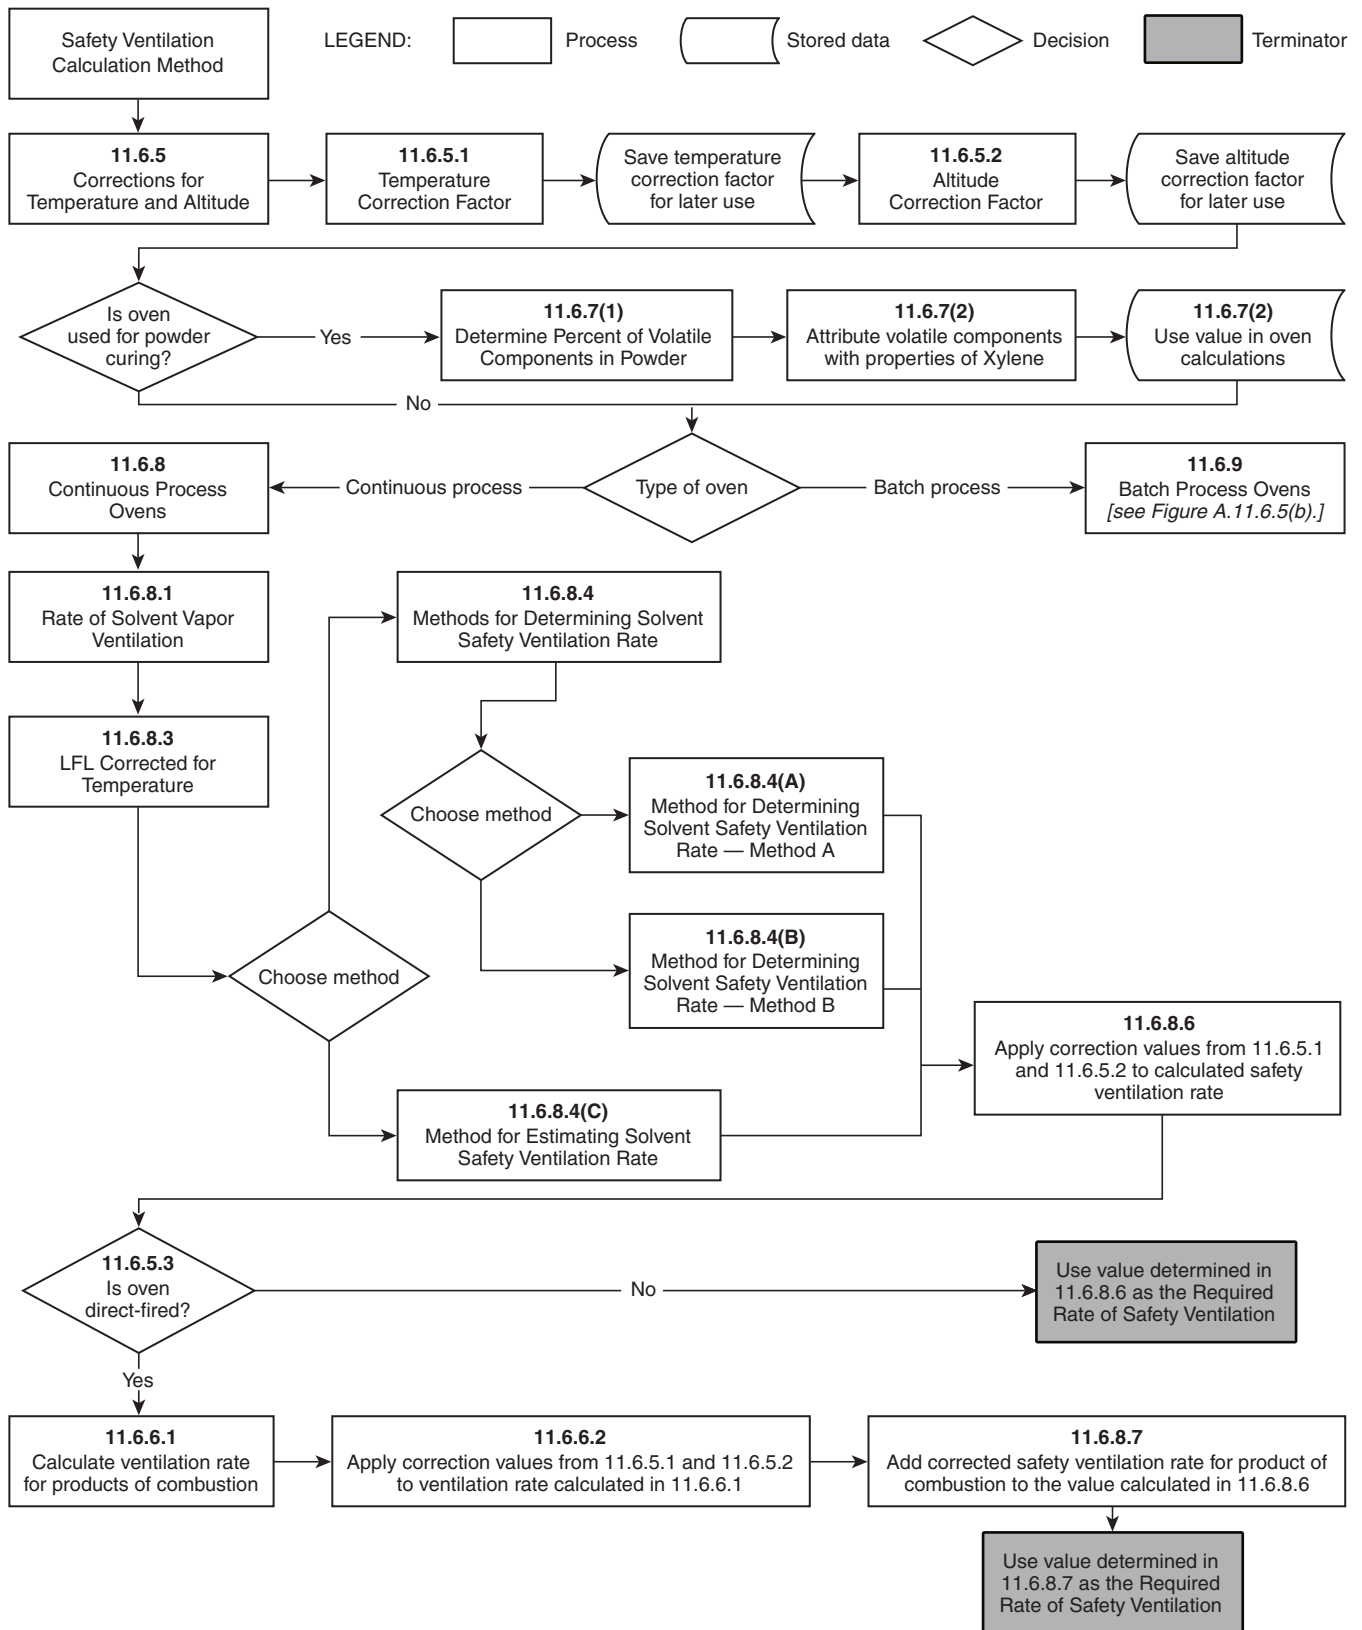 Safety Ventilation
Calculation Method
LEGEND:
Process
Stored data
Decision
Terminator
11.6.5
Corrections for
Temperature and Altitude
11.6.5.1
Temperature
Correction Factor
Save temperature
correction factor
for later use
11.6.5.2
Altitude
Correction Factor
Save altitude
correction factor
for later use
Is oven
used for powder
curing?
Yes
11.6.7(1)
Determine Percent of Volatile
Components in Powder
11.6.7(2)
Attribute volatile components
with properties of Xylene
11.6.7(2)
Use value in oven
calculations
No
11.6.8
Continuous Process
Ovens
Continuous process
Type of oven
Batch process
11.6.9
Batch Process Ovens
[see Figure A.11.6.5(b).]
11.6.8.1
Rate of Solvent Vapor
Ventilation
11.6.8.4
Methods for Determining Solvent
Safety Ventilation Rate
11.6.8.3
LFL Corrected for
Temperature
Choose method
11.6.8.4(A)
Method for Determining
Solvent Safety Ventilation
Rate — Method A
Choose method
11.6.8.4(B)
Method for Determining
Solvent Safety Ventilation
Rate — Method B
11.6.8.6
Apply correction values from 11.6.5.1
and 11.6.5.2 to calculated safety
ventilation rate
11.6.8.4(C)
Method for Estimating Solvent
Safety Ventilation Rate
11.6.5.3
Is oven
direct-fired?
No
Use value determined in
11.6.8.6 as the Required
Rate of Safety Ventilation
Yes
11.6.6.1
Calculate ventilation rate
for products of combustion
11.6.6.2
Apply correction values from 11.6.5.1 and 11.6.5.2
to ventilation rate calculated in 11.6.6.1
11.6.8.7
Add corrected safety ventilation rate for product of
combustion to the value calculated in 11.6.8.6
Use value determined in
11.6.8.7 as the Required
Rate of Safety Ventilation